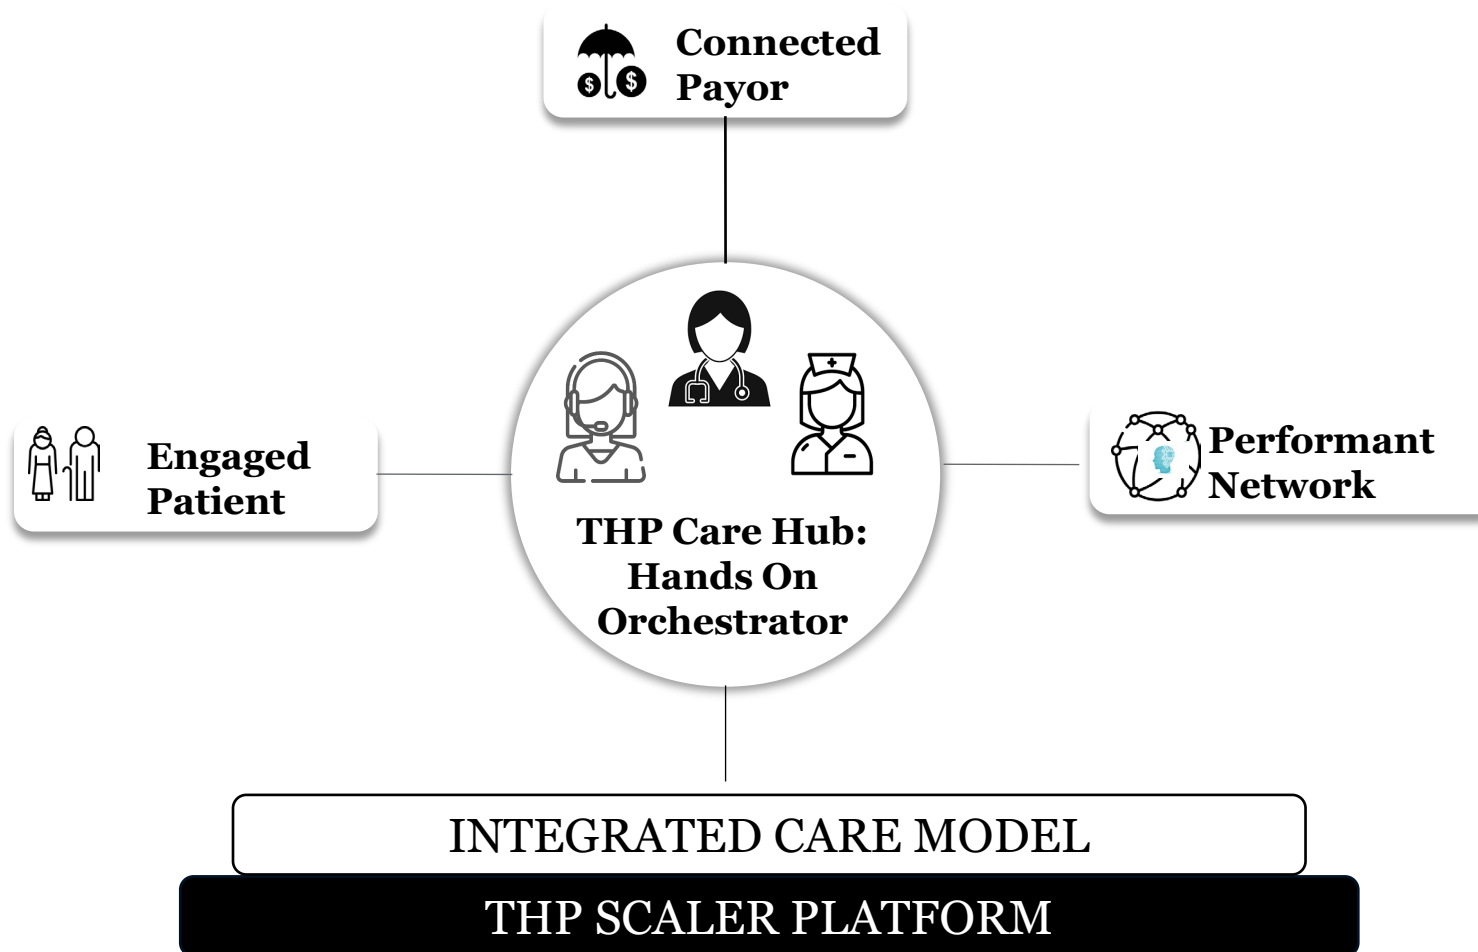 Connected
Payor
Engaged
Patient
THP Care Hub:
Hands On
Orchestrator
Performant
Network
INTEGRATED CARE MODEL
THP SCALER PLATFORM